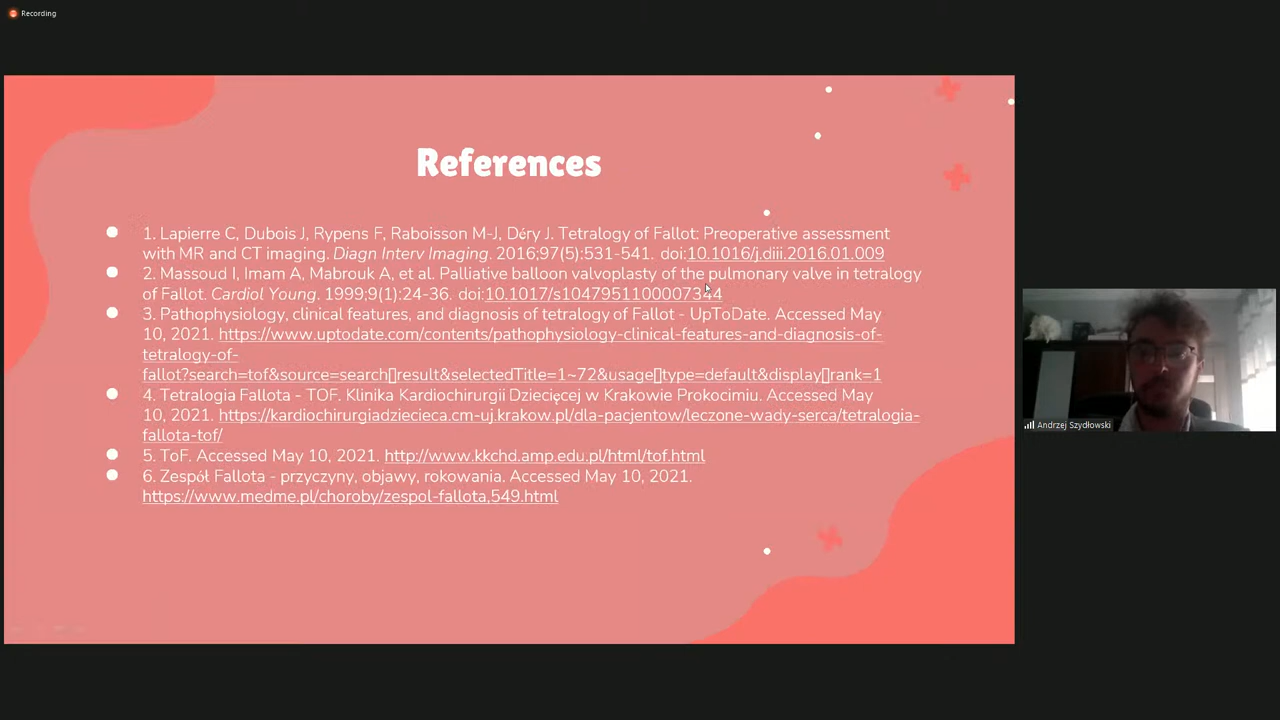 Recording
References
1. Lapierre C, Dubois J, Rypens F, Raboisson M-J, Déry J. Tetralogy of Fallot: Preoperative assessment
with MR and CT imaging. Diagn Interv Imaging. 2016;97(5):531-541. doi:10.1016/j.diii.2016.01.009
2. Massoud I, Imam A, Mabrouk A, et al. Palliative balloon valvoplasty of the pulmonary valve in tetralogy
of Fallot. Cardiol Young. 1999;9(1):24-36. doi:10.1017/s1047951100007344
3. Pathophysiology, clinical features, and diagnosis of tetralogy of Fallot - UpToDate. Accessed May
10, 2021. https://www.uptodate.com/contents/pathophysiology-clinical-features-and-diagnosis-of-
tetralogy-of-
fallot?search=tof&source=search▯result&selectedTitle=1~72&usage▯type=default&display▯rank=1
4. Tetralogia Fallota - TOF. Klinika Kardiochirurgii Dziecięcej w Krakowie Prokocimiu. Accessed May
10, 2021. https://kardiochirurgiadziecieca.cm-uj.krakow.pl/dla-pacjentow/leczone-wady-serca/tetralogia-
fallota-tof/
5. ToF. Accessed May 10, 2021. http://www.kkchd.amp.edu.pl/html/tof.html
6. Zespół Fallota - przyczyny, objawy, rokowania. Accessed May 10, 2021.
https://www.medme.pl/choroby/zespol-fallota,549.html
Andrzej Szydłowski